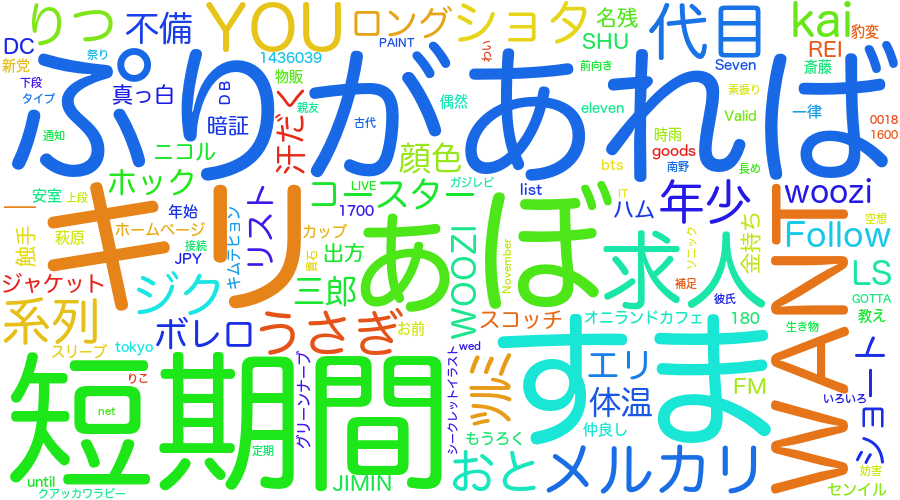 りつ
不備
YOU
ロング
ショタ
名残
代目
kai
豹変
DC
新党
祭り
1436039
PAINT
わい
SHU
REI
Seven
斎藤
下段
タイプ
真っ白
DB
物販
前向き
素振り
ぷりがあれば
通知
暗証
汗だく
親友
古代
偶然
eleven
時雨
Valid
一律
0018
1600
ニコル
顔色
bts
goods
南野
長め
安室
上段
ホック
リスト
LIVE
コースター
ガジレビ
list
ハム
年少
woozi
IT
空想
一
触手
萩原
年始
ホームページ
キムテヒョン
1700
カップ
キリ
あぼ
求人
金持ち
Follow
接続
JPY
出方
貴石
WOOZI
November
ソニック
補足
WANT
ジャケット
ジク
三郎
彼氏
LS
GOTTA
系列
ボレロ
うさぎ
お前
スコッチ
オニランドカフェ
180
生き物
教え
スリーブ
tokyo
グリーンナーブ
シークレットイラスト
wed
ツルミ
すま
エリ
FM
ショート
りこ
短期間
net
定期
体温
仲良し
いろいろ
もうろく
until
クアッカワラビー
JIMIN
おと
メルカリ
妨害
センイル